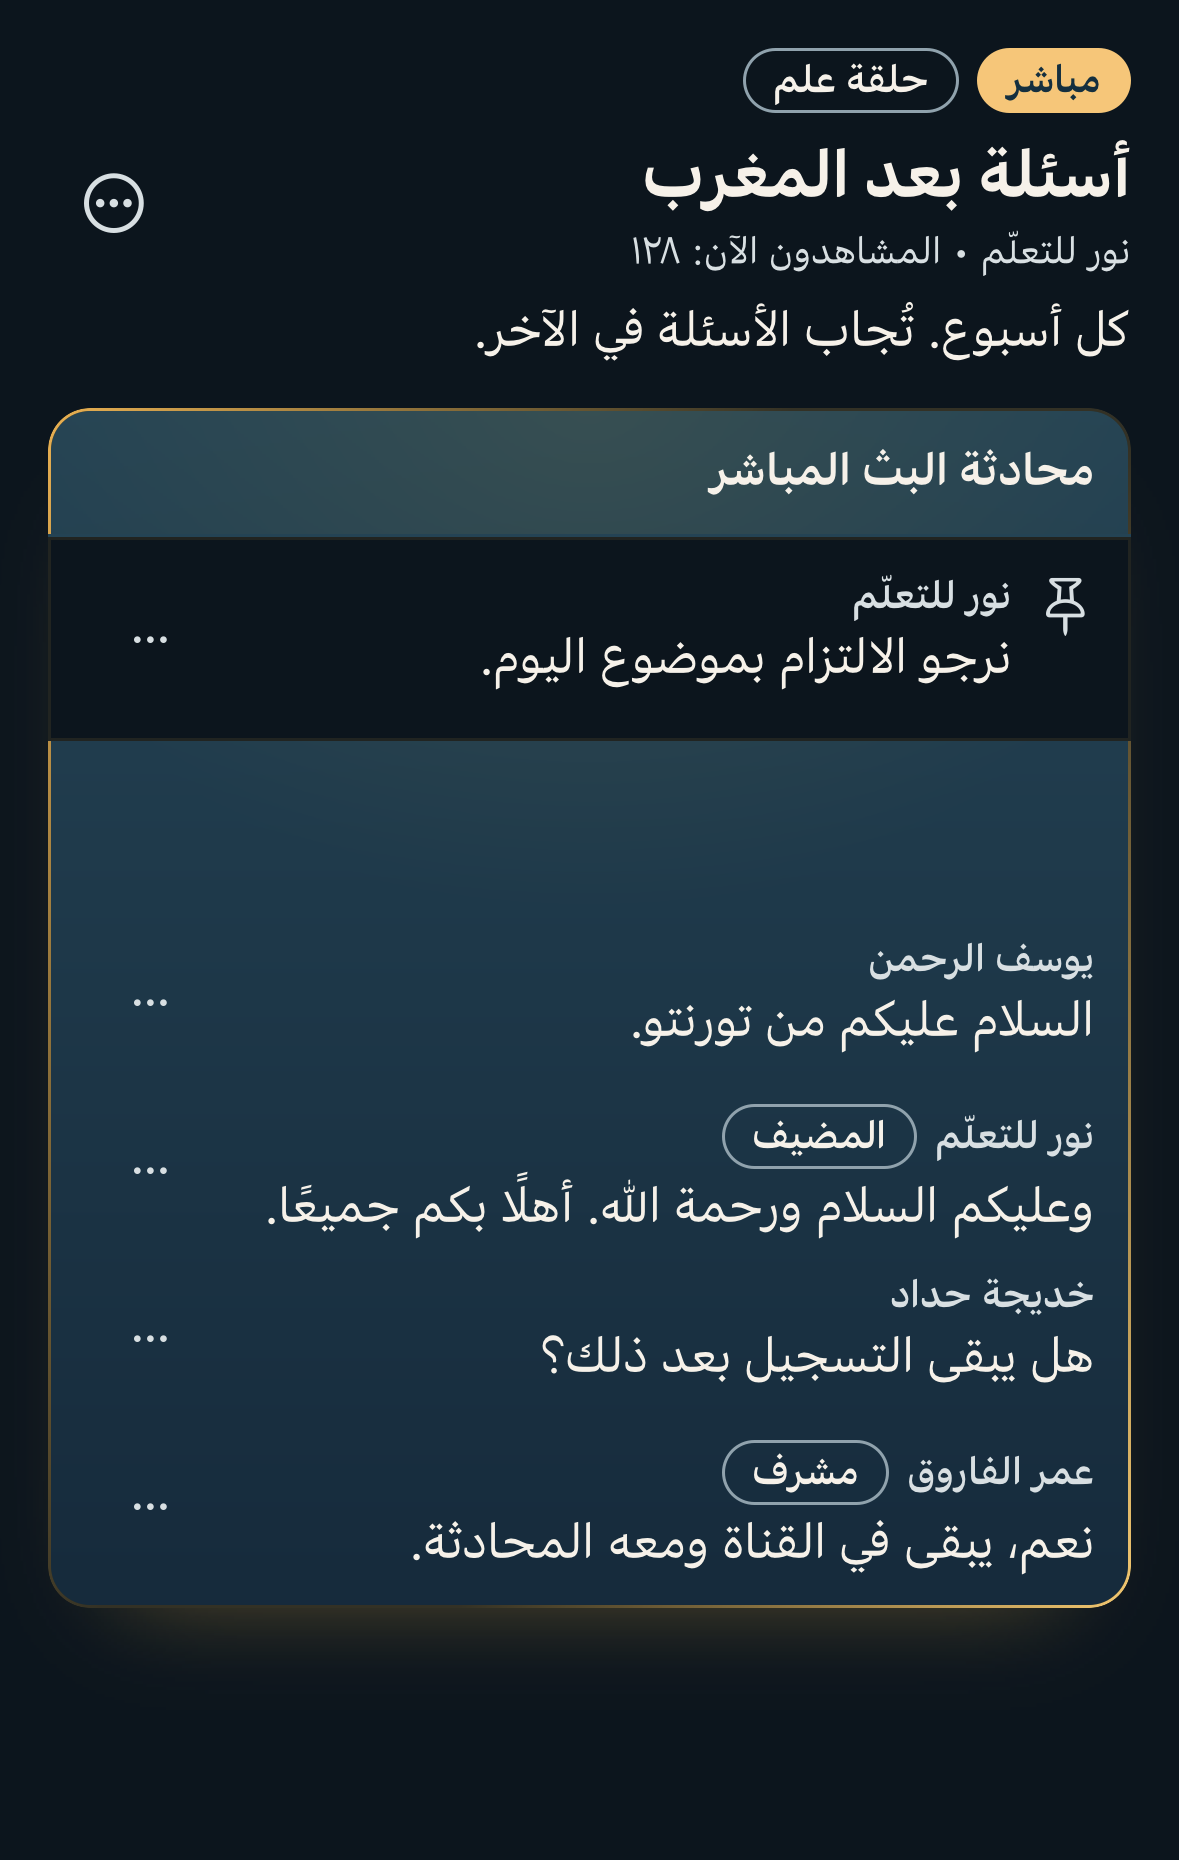 مباشر حلقة علم
أسئلة بعد المغرب
نور للتعلّم • المشاهدون الآن: ١٢٨
كل أسبوع. تُجاب الأسئلة في الآخر.
محادثة البث المباشر
نور للتعلّم
نرجو الالتزام بموضوع اليوم.
يوسف الرحمن
السلام عليكم من تورنتو.
نور للتعلّم المضيف
وعليكم السلام ورحمة الله. أهلًا بكم جميعًا.
خديجة حداد
هل يبقى التسجيل بعد ذلك؟
عمر الفاروق مشرف
نعم، يبقى في القناة ومعه المحادثة.